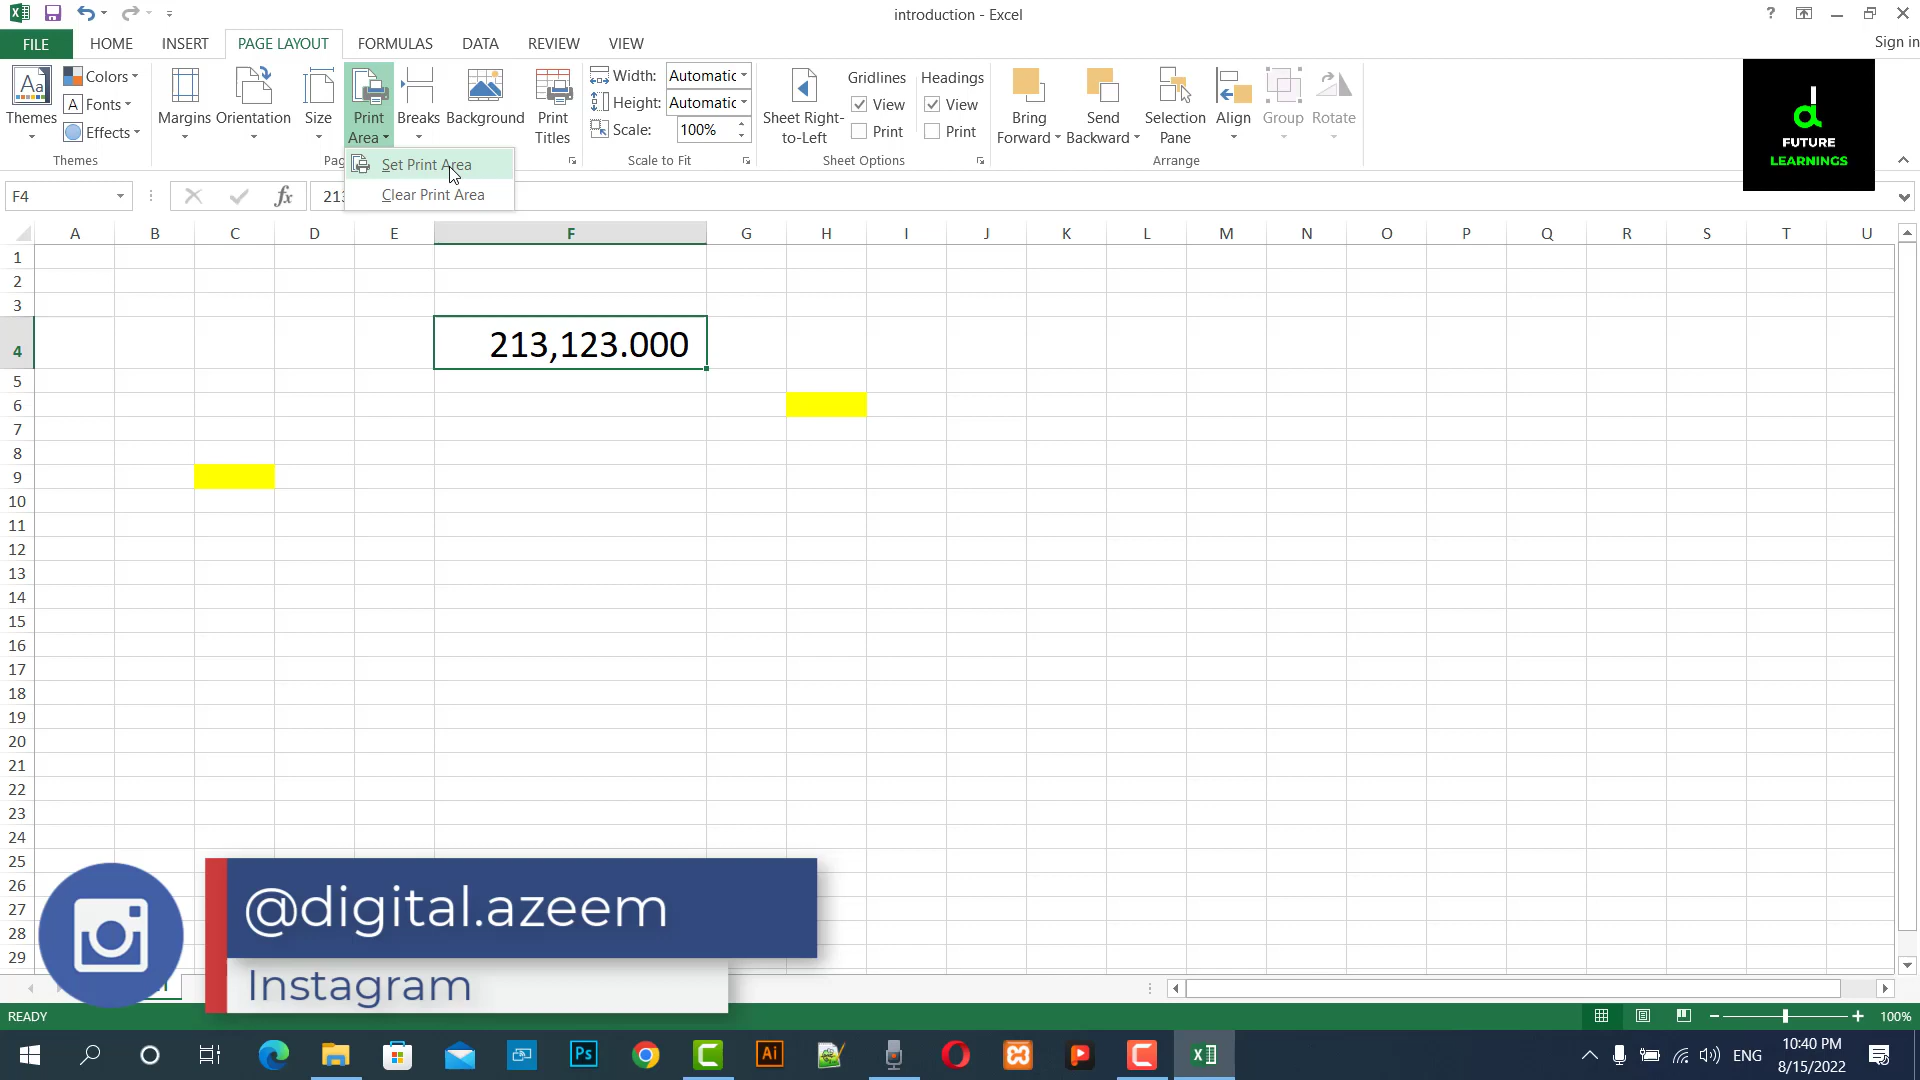 introduction - Excel
?
FILE HOME INSERT PAGE LAYOUT FORMULAS DATA REVIEW VIEW
Sign in
Themes
Colors
Fonts
Effects
Themes
Margins Orientation Size Print Area Breaks Background Print Titles
Width: Automatic
Height: Automatic
Scale: 100%
Scale to Fit
Sheet Right-to-Left
Gridlines Headings
View View
Print Print
Sheet Options
Bring Forward Send Backward Selection Pane Align Group Rotate
Arrange
Set Print Area
Clear Print Area
FUTURE
LEARNINGS
F4
fx
A B C D E F G H I J K L M N O P Q R S T U
1
2
3
4 213,123.000
5
6
7
8
9
10
11
12
13
14
15
16
17
18
19
20
21
22
23
24
25
26
27
28
29
@digital.azeem
Instagram
READY
100%
Ps
Ai
ENG
10:40 PM
8/15/2022